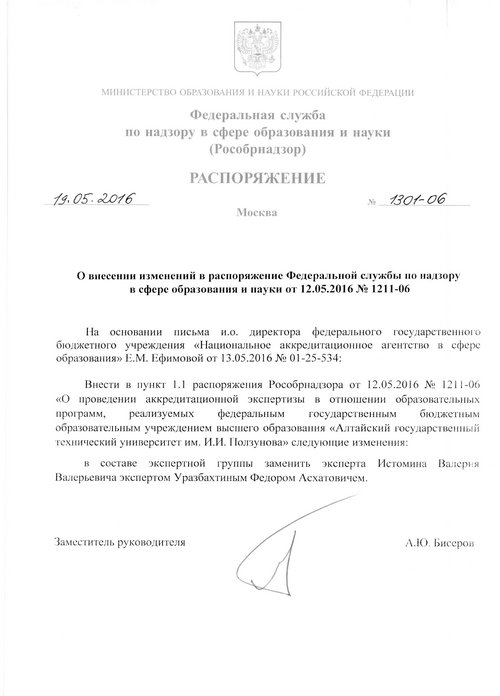 МИНИСТЕРСТВО ОБРАЗОВАНИЯ И НАУКИ РОССИЙСКОЙ ФЕДЕРАЦИИ
Федеральная служба
по надзору в сфере образования и науки
(Рособрнадзор)
РАСПОРЯЖЕНИЕ
19.05.2016 № 1301-06
Москва
О внесении изменений в распоряжение Федеральной службы по надзору
в сфере образования и науки от 12.05.2016 № 1211-06
На основании письма и.о. директора федерального государственного
бюджетного учреждения «Национальное аккредитационное агентство в сфере
образования» Е.М. Ефимовой от 13.05.2016 № 01-25-534:
Внести в пункт 1.1 распоряжения Рособрнадзора от 12.05.2016 № 1211-06
«О проведении аккредитационной экспертизы в отношении образовательных
программ, реализуемых федеральным государственным бюджетным
образовательным учреждением высшего образования «Алтайский государственный
технический университет им. И.И. Ползунова» следующие изменения:
в составе экспертной группы заменить эксперта Истомина Валерия
Валерьевича экспертом Уразбахтиным Федором Асхатовичем.
Заместитель руководителя А.Ю. Бисеров